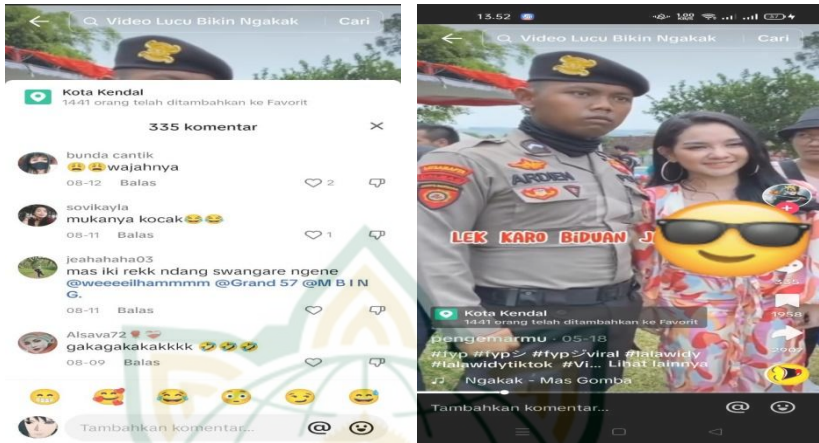 Video Lucu Bikin Ngakak Cari
Kota Kendal
1441 orang telah ditambahkan ke Favorit
335 komentar
bunda cantik
😩😩wajahnya
08-12 Balas 2
sovikayla
mukanya kocak😂😂
08-11 Balas 1
jeahahaha03
mas iki rekk ndang swangare ngene
@weeeeilhammmm @Grand 57 @M B I N
G.
08-11 Balas
Alsava72
gakagakakakkkk 🤣🤣🤣
08-09 Balas
Tambahkan komentar...
13.52
Video Lucu Bikin Ngakak Cari
ARDIEN
LEK KARO BiDUAN J
335
Kota Kendal
1441 orang telah ditambahkan ke Favorit
1958
pengemarmu · 05-18
#fyp #fypシ #fypシviral #lalawidy
#lalawidytiktok #Vi... Lihat lainnya
Ngakak - Mas Gomba
Tambahkan komentar...